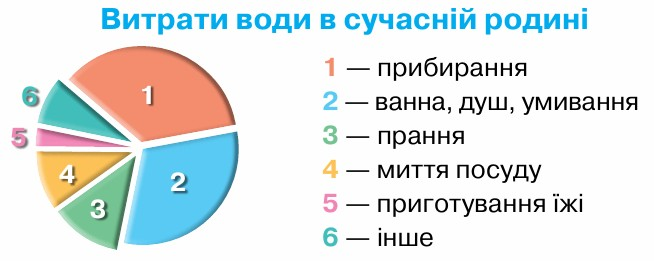 Витрати води в сучасній родині
1
2
3
4
5
6
1 — прибирання
2 — ванна, душ, умивання
3 — прання
4 — миття посуду
5 — приготування їжі
6 — інше